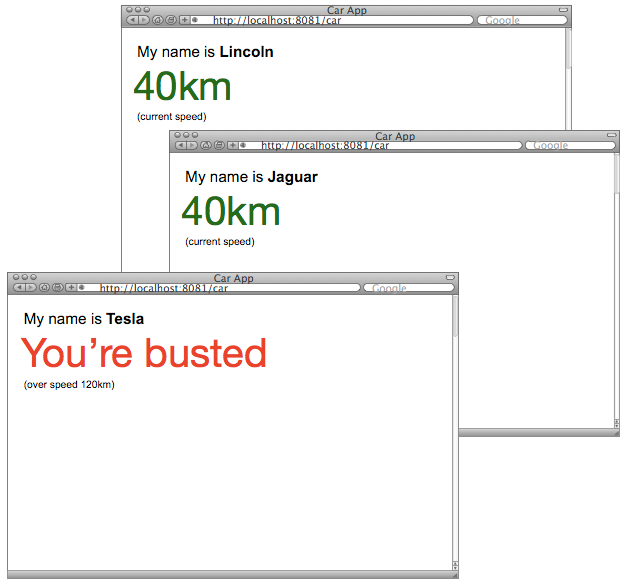 Car App
http://localhost:8081/car
Google
My name is Lincoln
40km
(current speed)
Car App
http://localhost:8081/car
Google
My name is Jaguar
40km
(current speed)
Car App
http://localhost:8081/car
Google
My name is Tesla
You're busted
(over speed 120km)